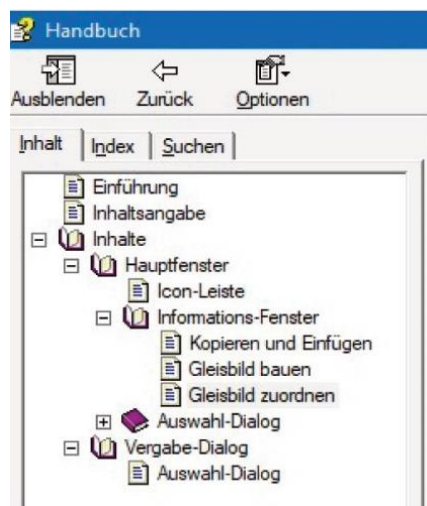 Handbuch
Ausblenden Zurück Optionen
Inhalt Index Suchen
Einführung
Inhaltsangabe
Inhalte
Hauptfenster
Icon-Leiste
Informations-Fenster
Kopieren und Einfügen
Gleisbild bauen
Gleisbild zuordnen
Auswahl-Dialog
Vergabe-Dialog
Auswahl-Dialog